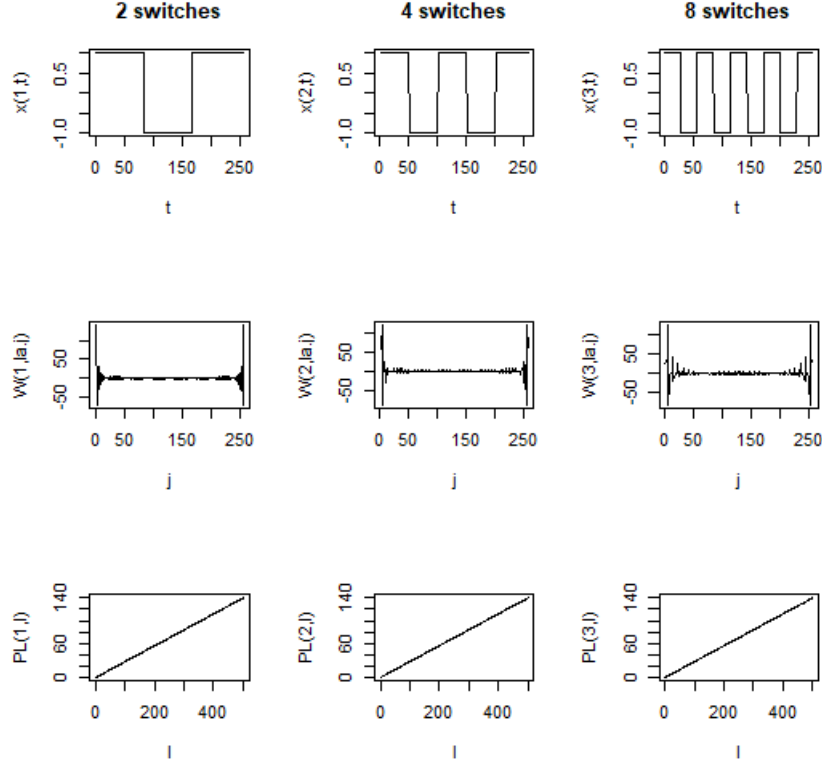 2 switches
4 switches
8 switches
x(1,t)
-1.0 0.5
0 50 150 250
t
x(2,t)
-1.0 0.5
0 50 150 250
t
x(3,t)
-1.0 0.5
0 50 150 250
t
W(1,la.j)
-50 50
0 50 150 250
j
W(2,la.j)
-50 50
0 50 150 250
j
W(3,la.j)
-50 50
0 50 150 250
j
PL(1,l)
0 60 140
0 200 400
l
PL(2,l)
0 60 140
0 200 400
l
PL(3,l)
0 60 140
0 200 400
l